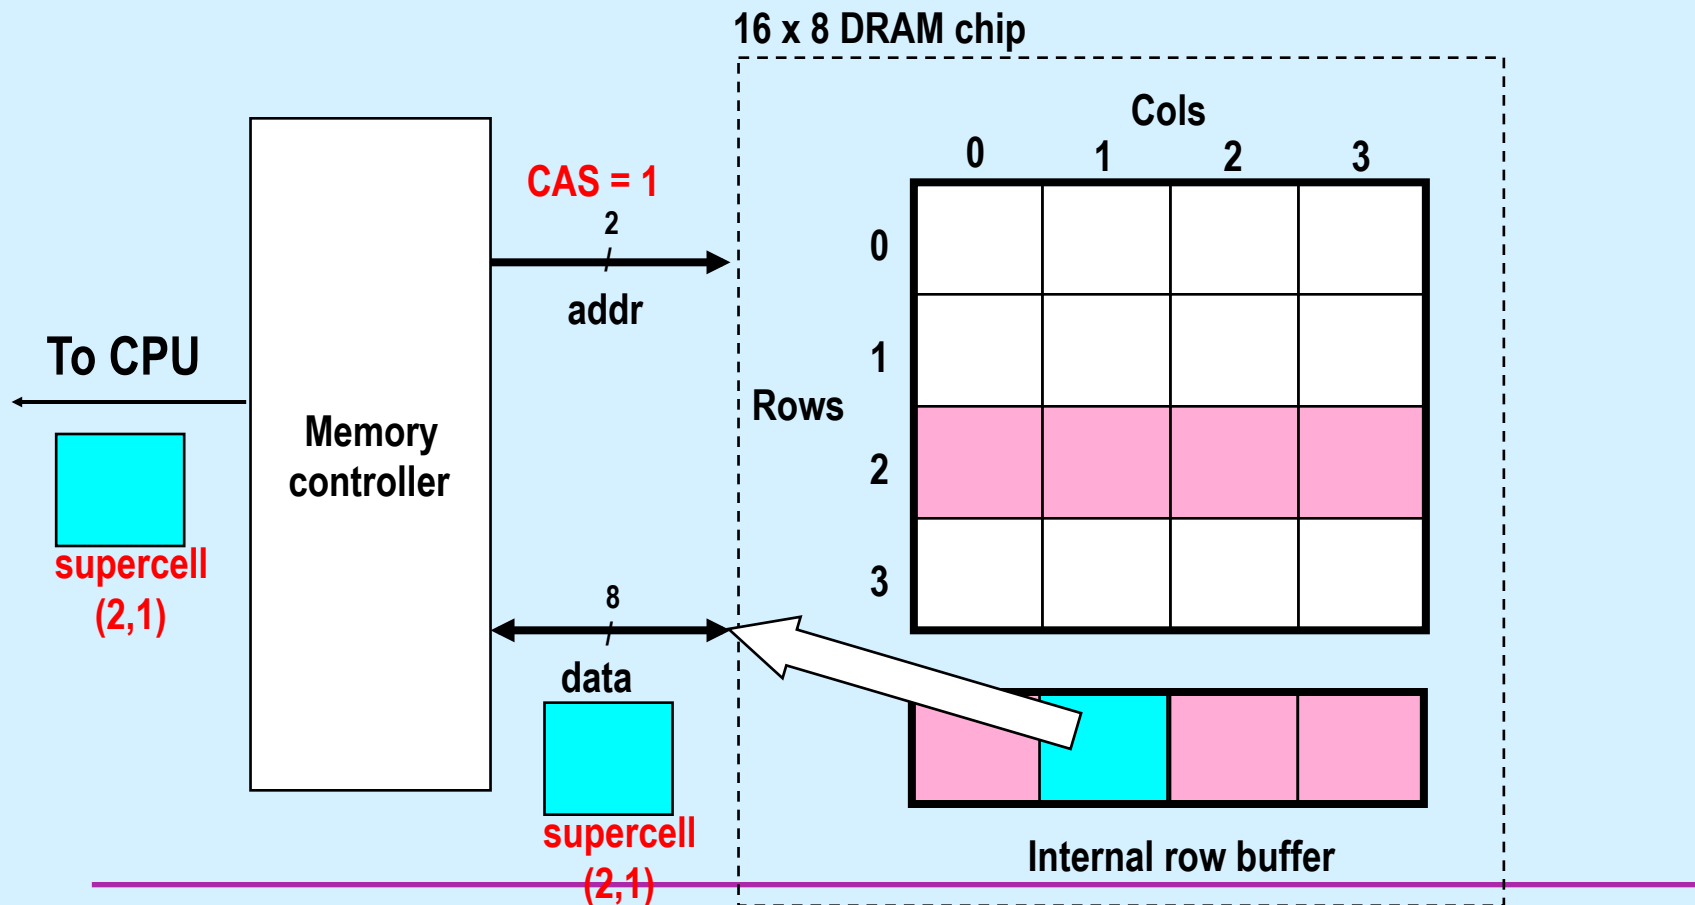 16 x 8 DRAM chip
Cols
0 1 2 3
CAS = 1
2
addr
0
1
Rows
2
3
To CPU
Memory
controller
supercell
(2,1)
8
data
supercell
(2,1)
Internal row buffer